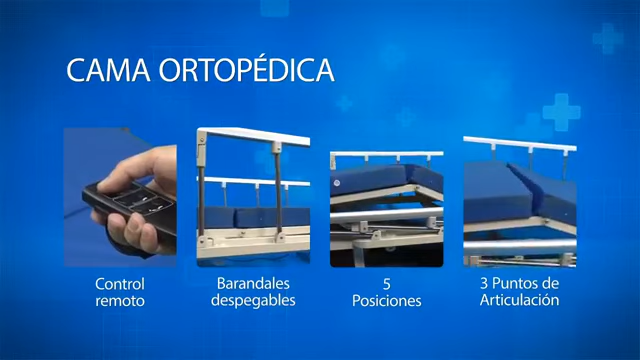 CAMA ORTOPÉDICA
Control
remoto
Barandales
despegables
5
Posiciones
3 Puntos de
Articulación